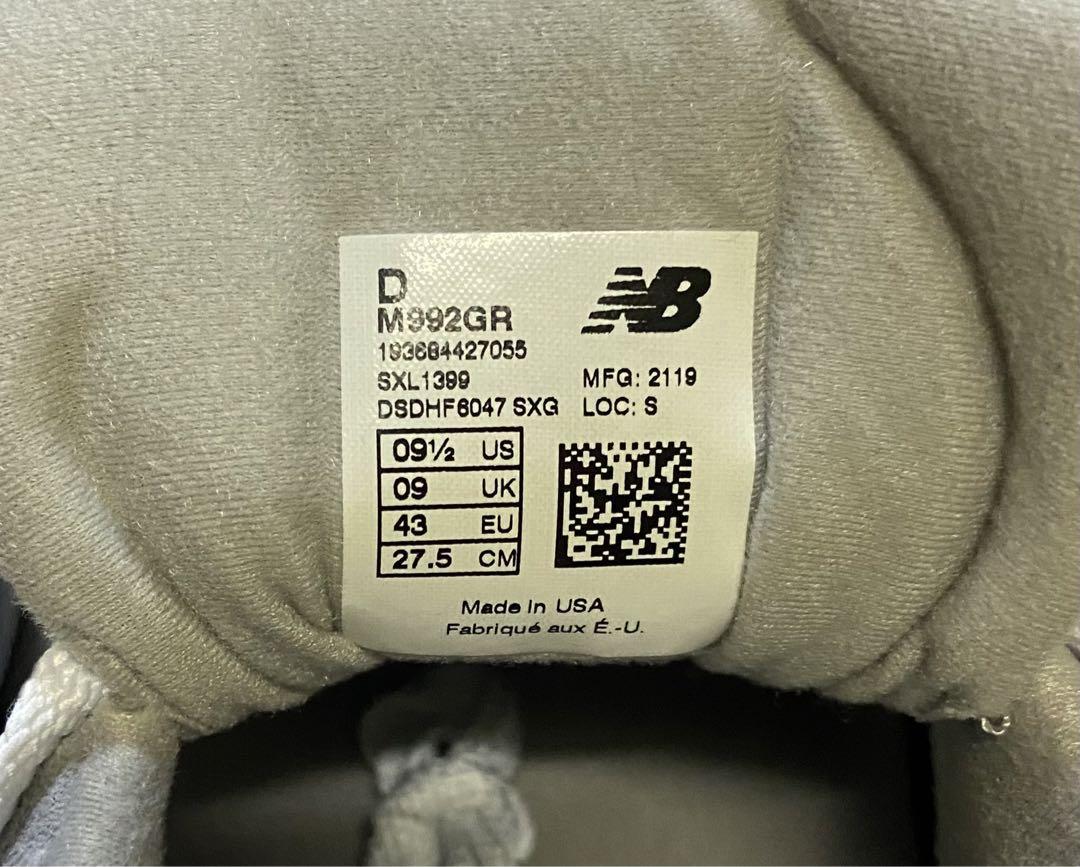 D
M992GR
NB
193684427055
SXL1399
MFG: 2119
DSDHF6047 SXG
LOC: S
09½ US
09 UK
43 EU
27.5 CM
Made in USA
Fabriqué aux É.-U.